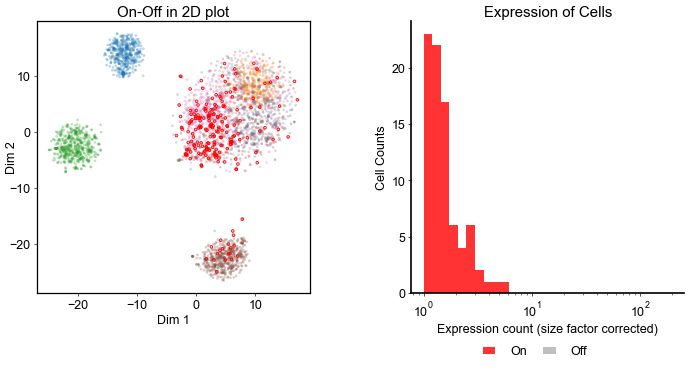 On-Off in 2D plot
Dim 2
10
0
−10
−20
−20
−10
0
10
Dim 1
Expression of Cells
Cell Counts
20
15
10
5
0
10^0
10^1
10^2
Expression count (size factor corrected)
On
Off